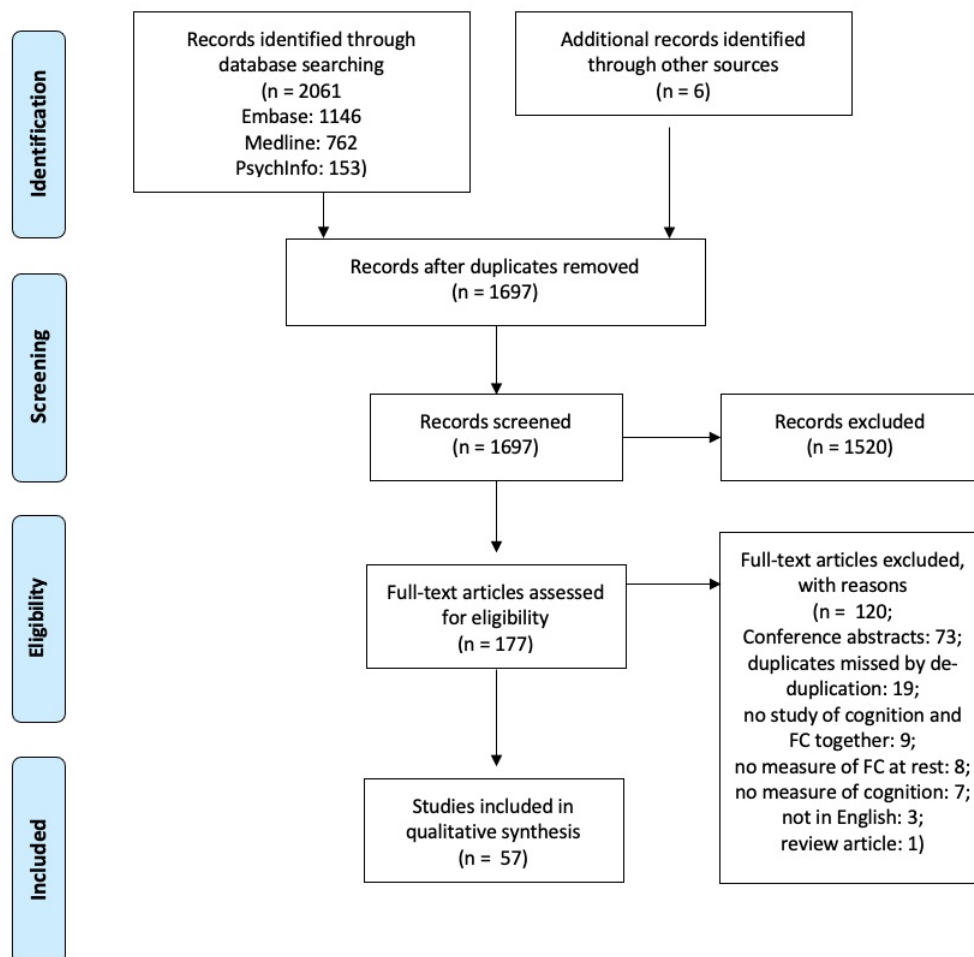 Identification
Records identified through
database searching
(n = 2061
Embase: 1146
Medline: 762
PsychInfo: 153)
Additional records identified
through other sources
(n = 6)
Records after duplicates removed
(n = 1697)
Screening
Records screened
(n = 1697)
Records excluded
(n = 1520)
Eligibility
Full-text articles assessed
for eligibility
(n = 177)
Full-text articles excluded,
with reasons
(n =  120;
Conference abstracts: 73;
duplicates missed by de-
duplication: 19;
no study of cognition and
FC together: 9;
no measure of FC at rest: 8;
no measure of cognition: 7;
not in English: 3;
review article: 1)
Included
Studies included in
qualitative synthesis
(n =  57)